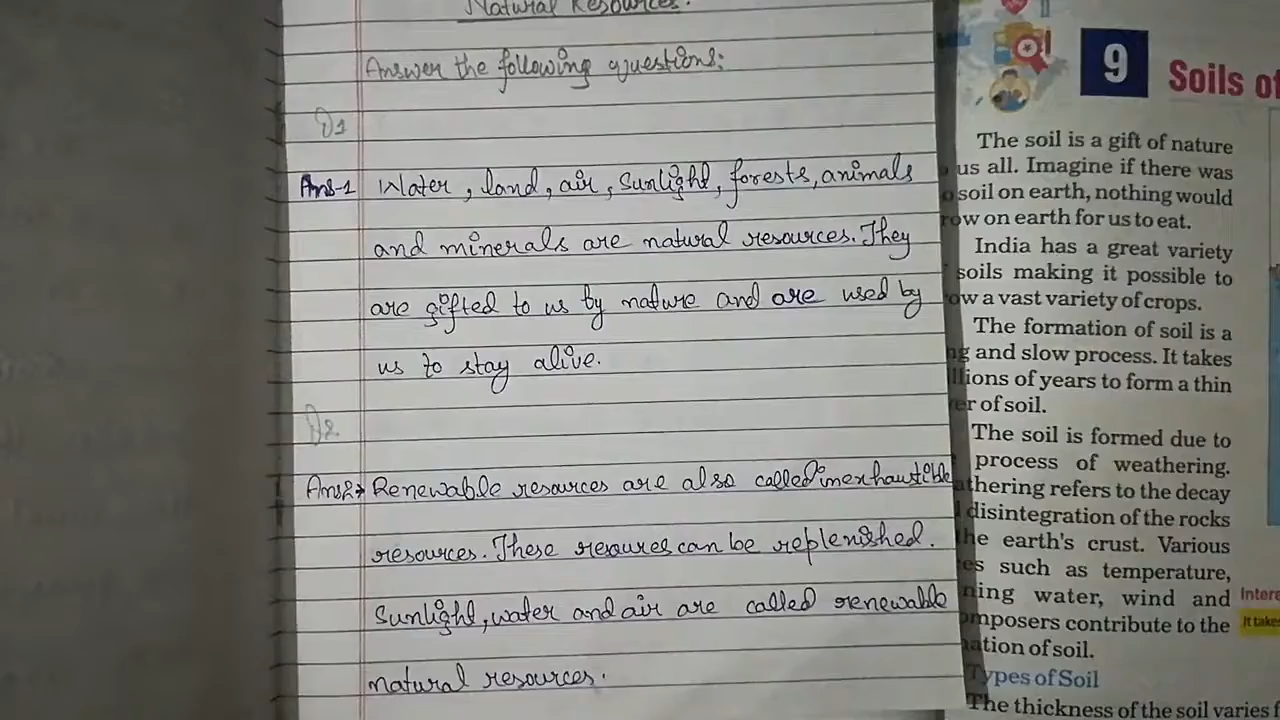 Natural Resources.
Answer the following questions:
Q1
Ans-1 Water, land, air, Sunlight, forests, animals
and minerals are natural resources. They
are gifted to us by nature and are used by
us to stay alive.
Q2
Ans2→ Renewable resources are also called inexhaustible
resources. These resoures can be replenished.
Sunlight, water and air are called renewable
natural resources.
9 Soils of
The soil is a gift of nature
us all. Imagine if there was
soil on earth, nothing would
row on earth for us to eat.
India has a great variety
soils making it possible to
ow a vast variety of crops.
The formation of soil is a
ng and slow process. It takes
llions of years to form a thin
er of soil.
The soil is formed due to
process of weathering.
athering refers to the decay
disintegration of the rocks
the earth's crust. Various
es such as temperature,
ning water, wind and
omposers contribute to the
ation of soil.
Types of Soil
The thickness of the soil varies f
Intere
It take